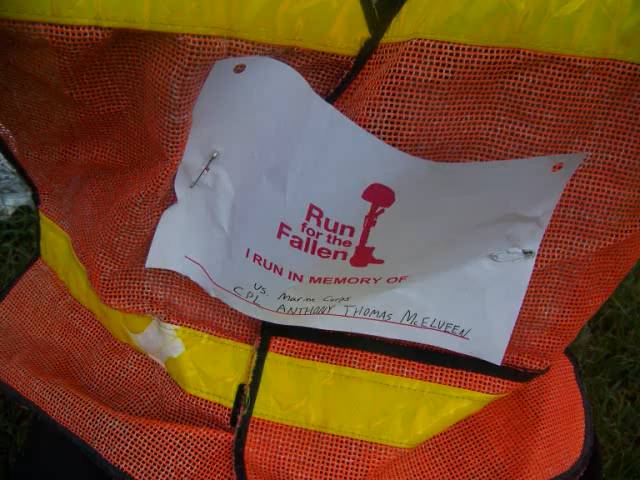 Run
for the
Fallen
I RUN IN MEMORY OF
US. Marine Corps
CPL ANTHONY THOMAS MCELVEEN